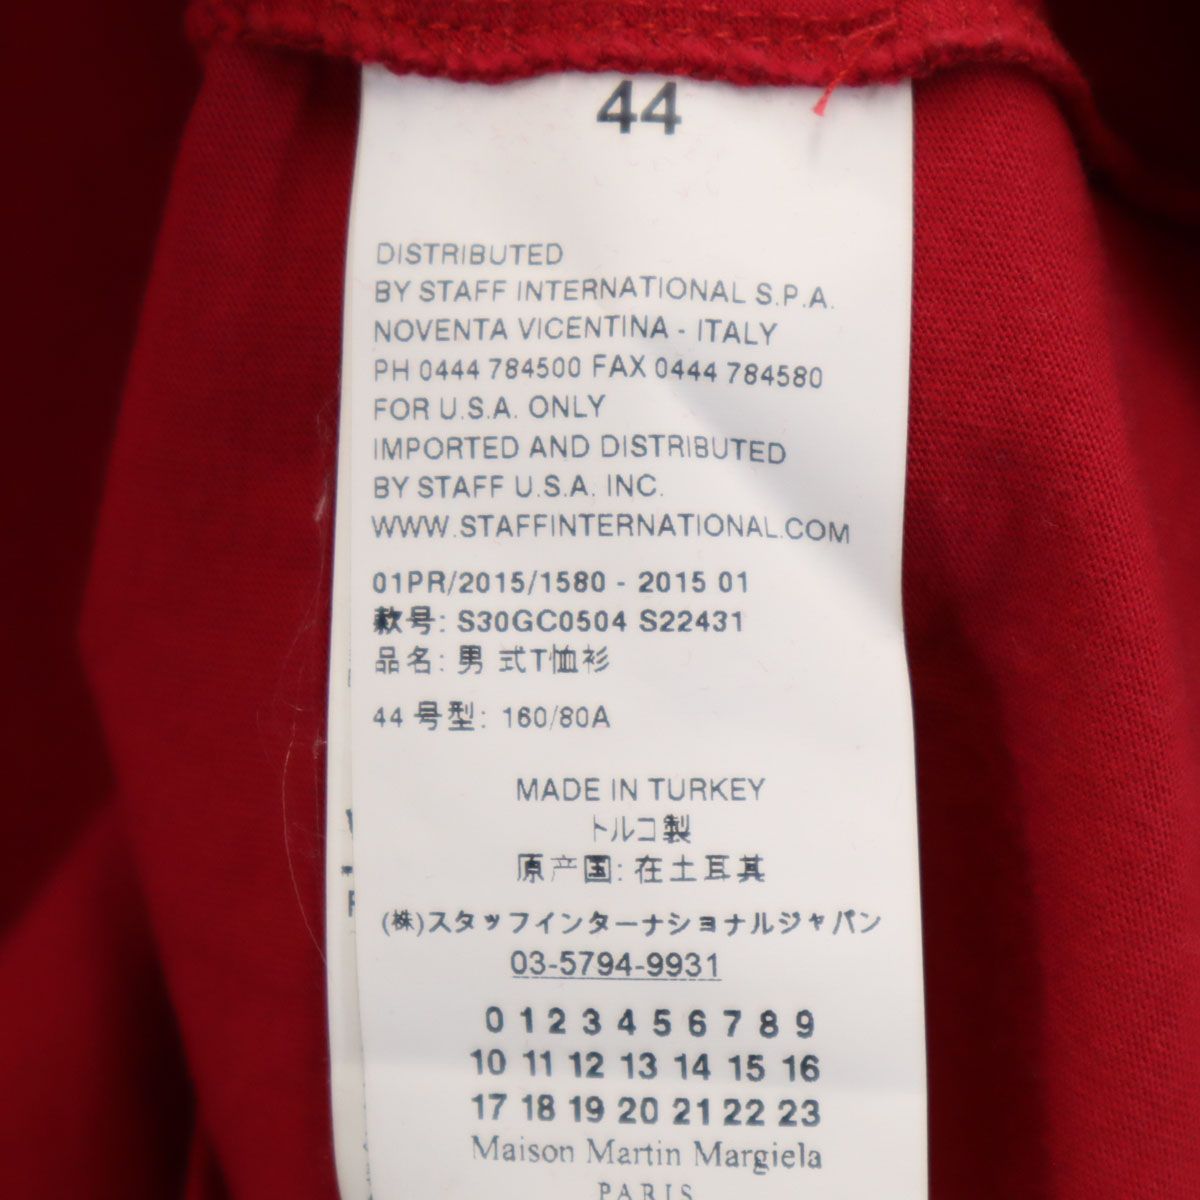 44
DISTRIBUTED
BY STAFF INTERNATIONAL S.P.A.
NOVENTA VICENTINA - ITALY
PH 0444 784500 FAX 0444 784580
FOR U.S.A. ONLY
IMPORTED AND DISTRIBUTED
BY STAFF U.S.A. INC.
WWW.STAFFINTERNATIONAL.COM
01PR/2015/1580 - 2015 01
款号: S30GC0504 S22431
品名: 男 式T恤衫
44 号型: 160/80A
MADE IN TURKEY
トルコ製
原产国: 在土耳其
(株)スタッフインターナショナルジャパン
03-5794-9931
0 1 2 3 4 5 6 7 8 9
10 11 12 13 14 15 16
17 18 19 20 21 22 23
Maison Martin Margiela
PARIS